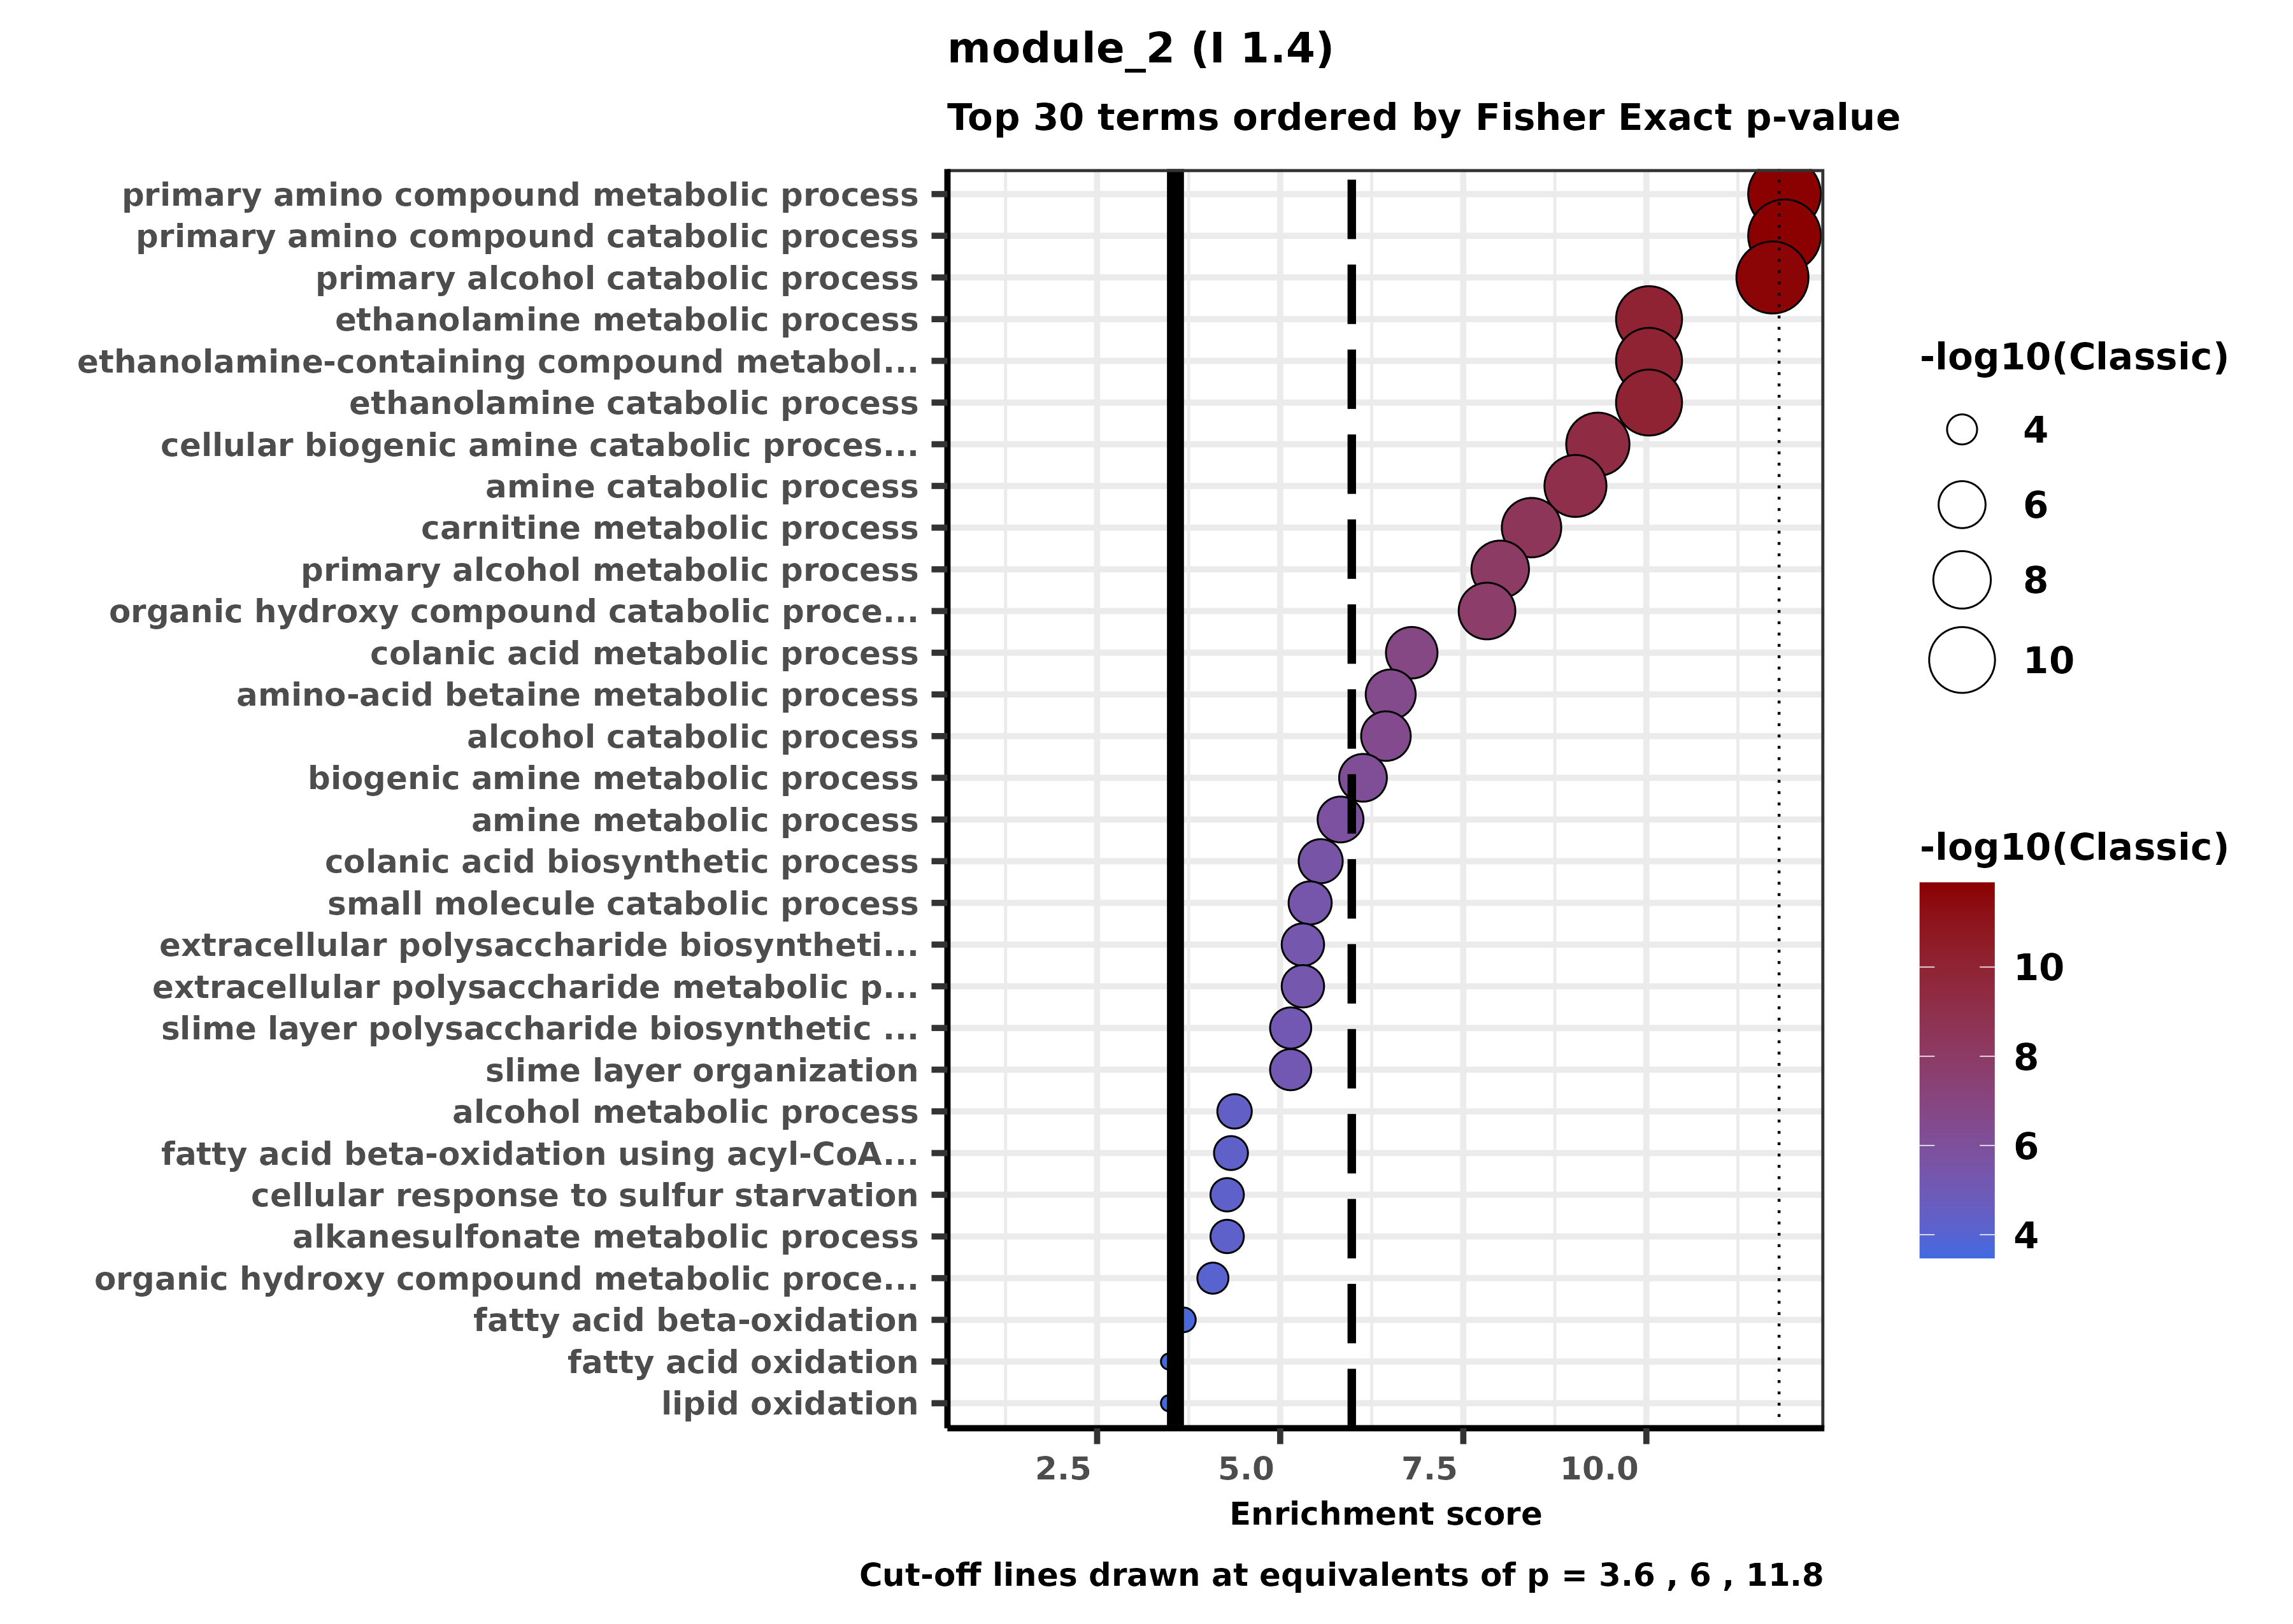 module_2 (I 1.4)
Top 30 terms ordered by Fisher Exact p-value
primary amino compound metabolic process
primary amino compound catabolic process
primary alcohol catabolic process
ethanolamine metabolic process
ethanolamine-containing compound metabol...
ethanolamine catabolic process
cellular biogenic amine catabolic proces...
amine catabolic process
carnitine metabolic process
primary alcohol metabolic process
organic hydroxy compound catabolic proce...
colanic acid metabolic process
amino-acid betaine metabolic process
alcohol catabolic process
biogenic amine metabolic process
amine metabolic process
colanic acid biosynthetic process
small molecule catabolic process
extracellular polysaccharide biosyntheti...
extracellular polysaccharide metabolic p...
slime layer polysaccharide biosynthetic ...
slime layer organization
alcohol metabolic process
fatty acid beta-oxidation using acyl-CoA...
cellular response to sulfur starvation
alkanesulfonate metabolic process
organic hydroxy compound metabolic proce...
fatty acid beta-oxidation
fatty acid oxidation
lipid oxidation
2.5 5.0 7.5 10.0
Enrichment score
Cut-off lines drawn at equivalents of p = 3.6 , 6 , 11.8
-log10(Classic)
4
6
8
10
-log10(Classic)
10
8
6
4